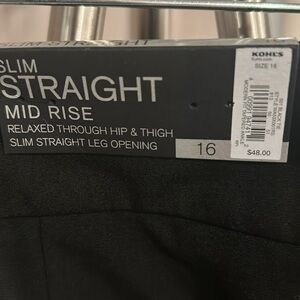 SLIM STRAIGHT
SLIM
STRAIGHT
MID RISE
RELAXED THROUGH HIP & THIGH
SLIM STRAIGHT LEG OPENING
16
KOHL'S
SIZE 16
$48.00